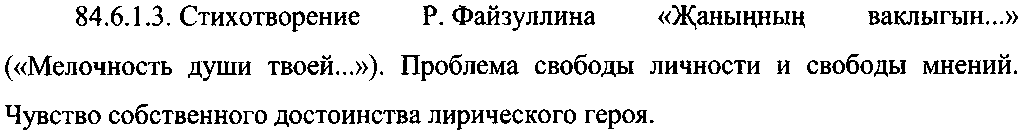 84.6.1.3. Стихотворение Р. Файзуллина «Җаныңның ваклыгын...»
(«Мелочность души твоей...»). Проблема свободы личности и свободы мнений.
Чувство собственного достоинства лирического героя.